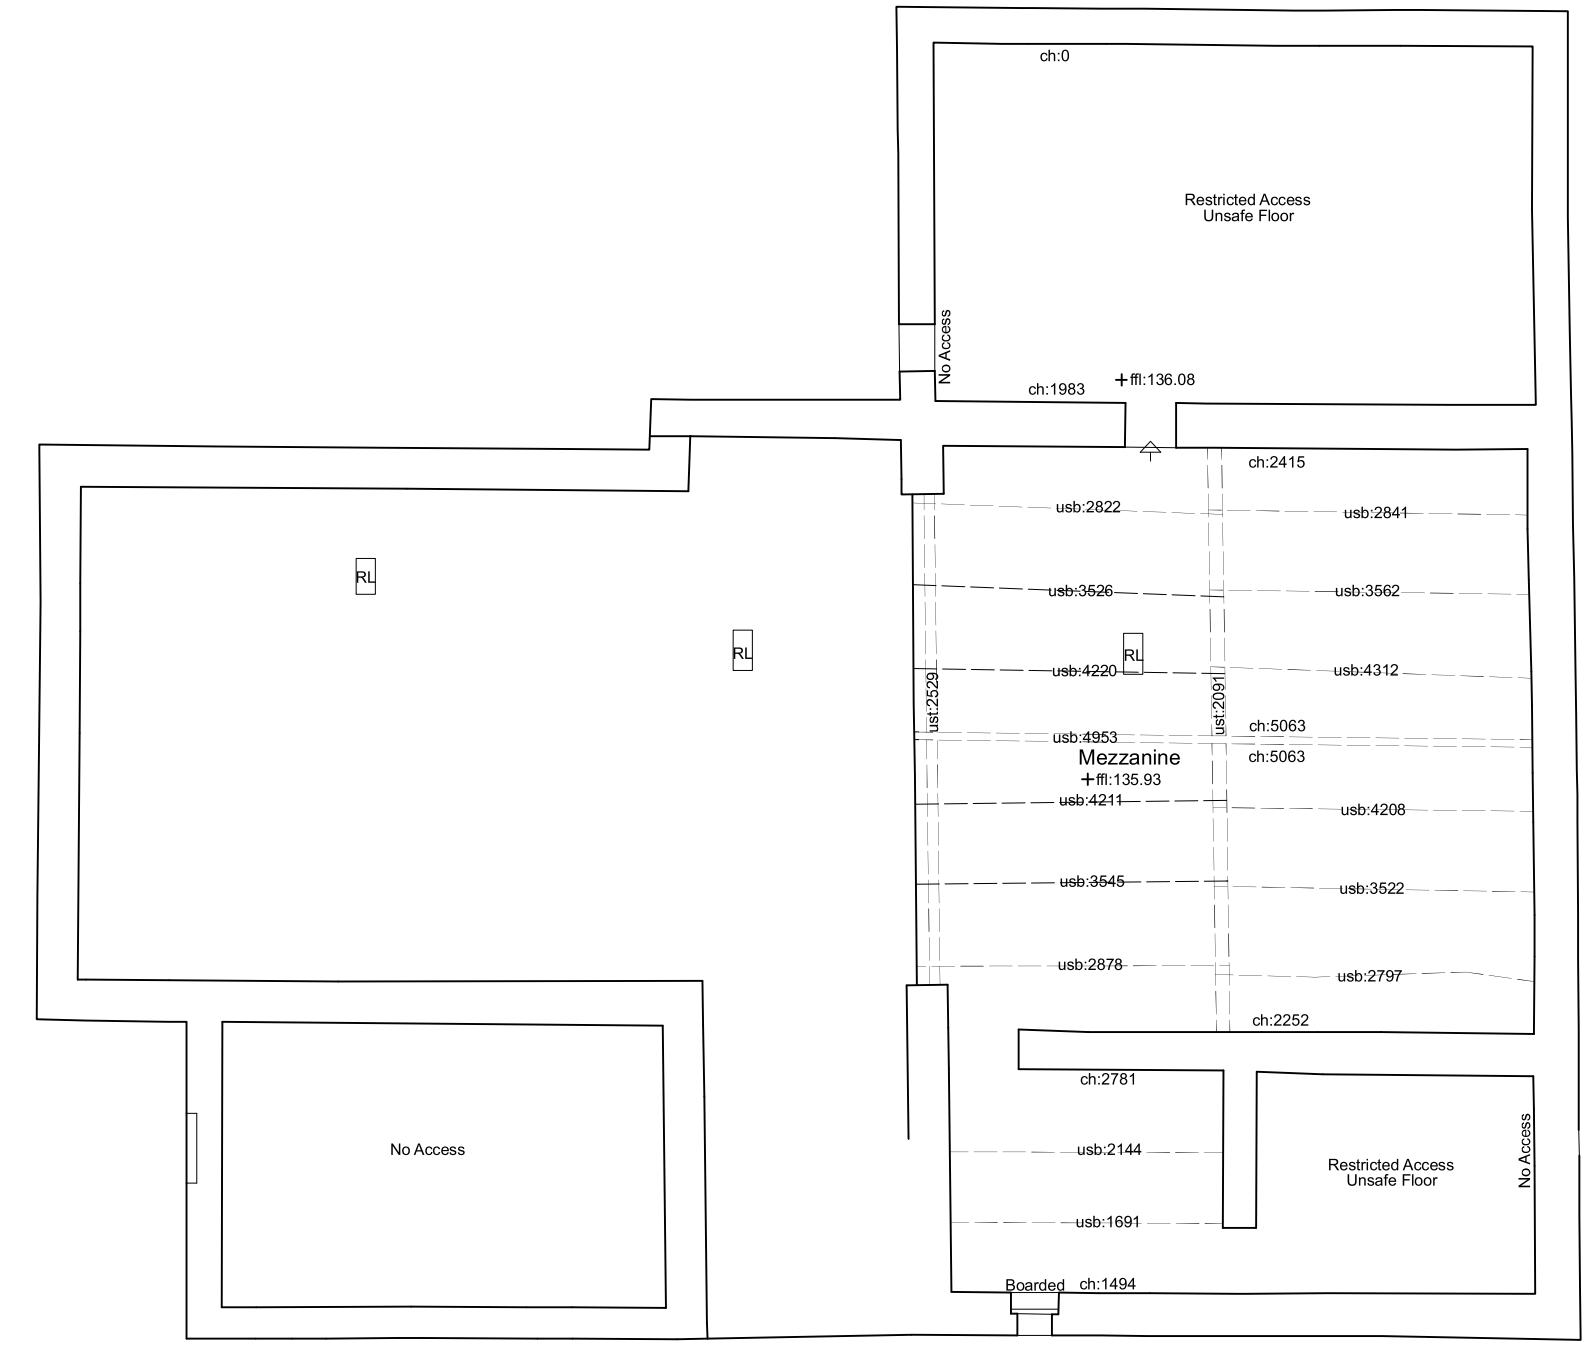 ch:0
Restricted Access
Unsafe Floor
No Access
ch:1983
ffl:136.08
ch:2415
usb:2822
usb:2841
RL
usb:3526
usb:3562
RL
RL
usb:4220
usb:4312
ust:2529
ust:2091
ch:5063
usb:4953
ch:5063
Mezzanine
ffl:135.93
usb:4211
usb:4208
usb:3545
usb:3522
usb:2878
usb:2797
ch:2252
ch:2781
No Access
usb:2144
No Access
Restricted Access
Unsafe Floor
usb:1691
Boarded
ch:1494